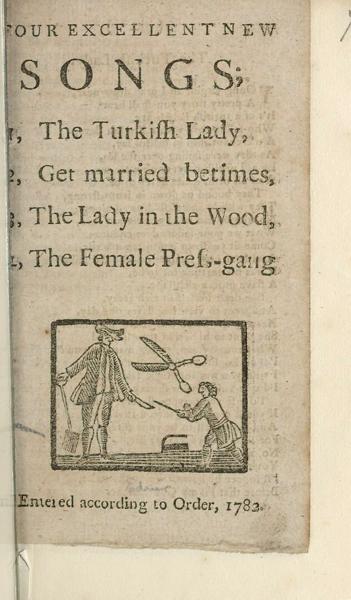 FOUR EXCELLENT NEW
SONGS;
1, The Turkiſh Lady,
2, Get married betimes,
3, The Lady in the Wood,
4, The Female Preſs-gang
Entered according to Order, 1782.